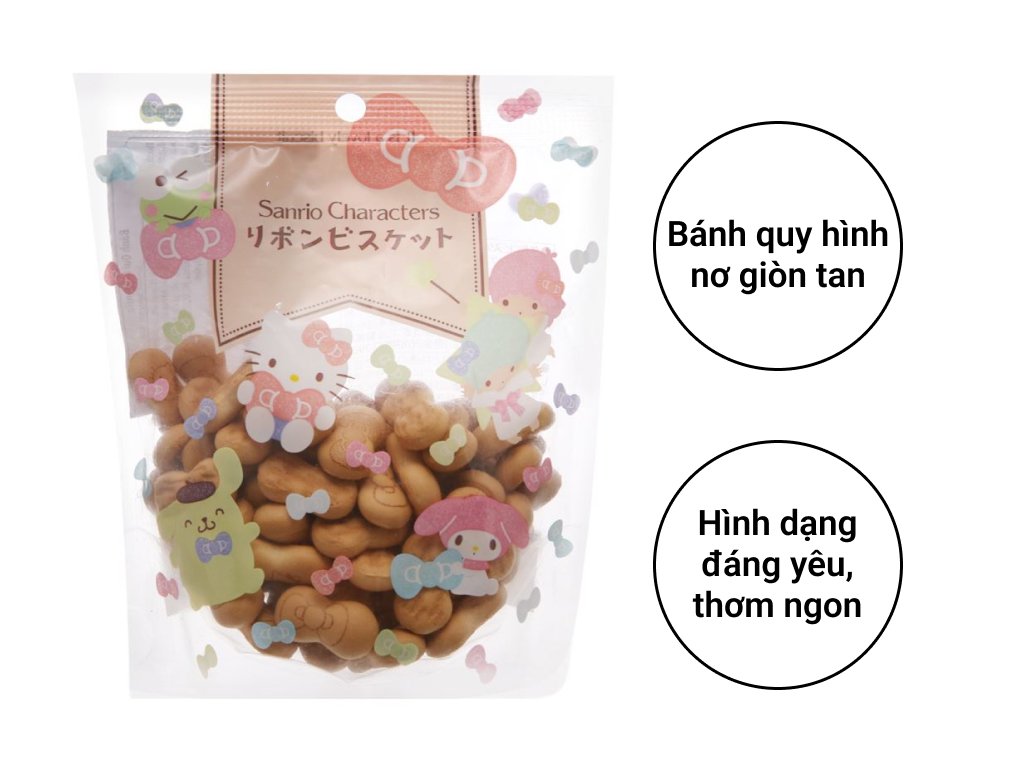 Sanrio Characters
リボンビスケット
Bánh quy hình
nơ giòn tan
Hình dạng
đáng yêu,
thơm ngon